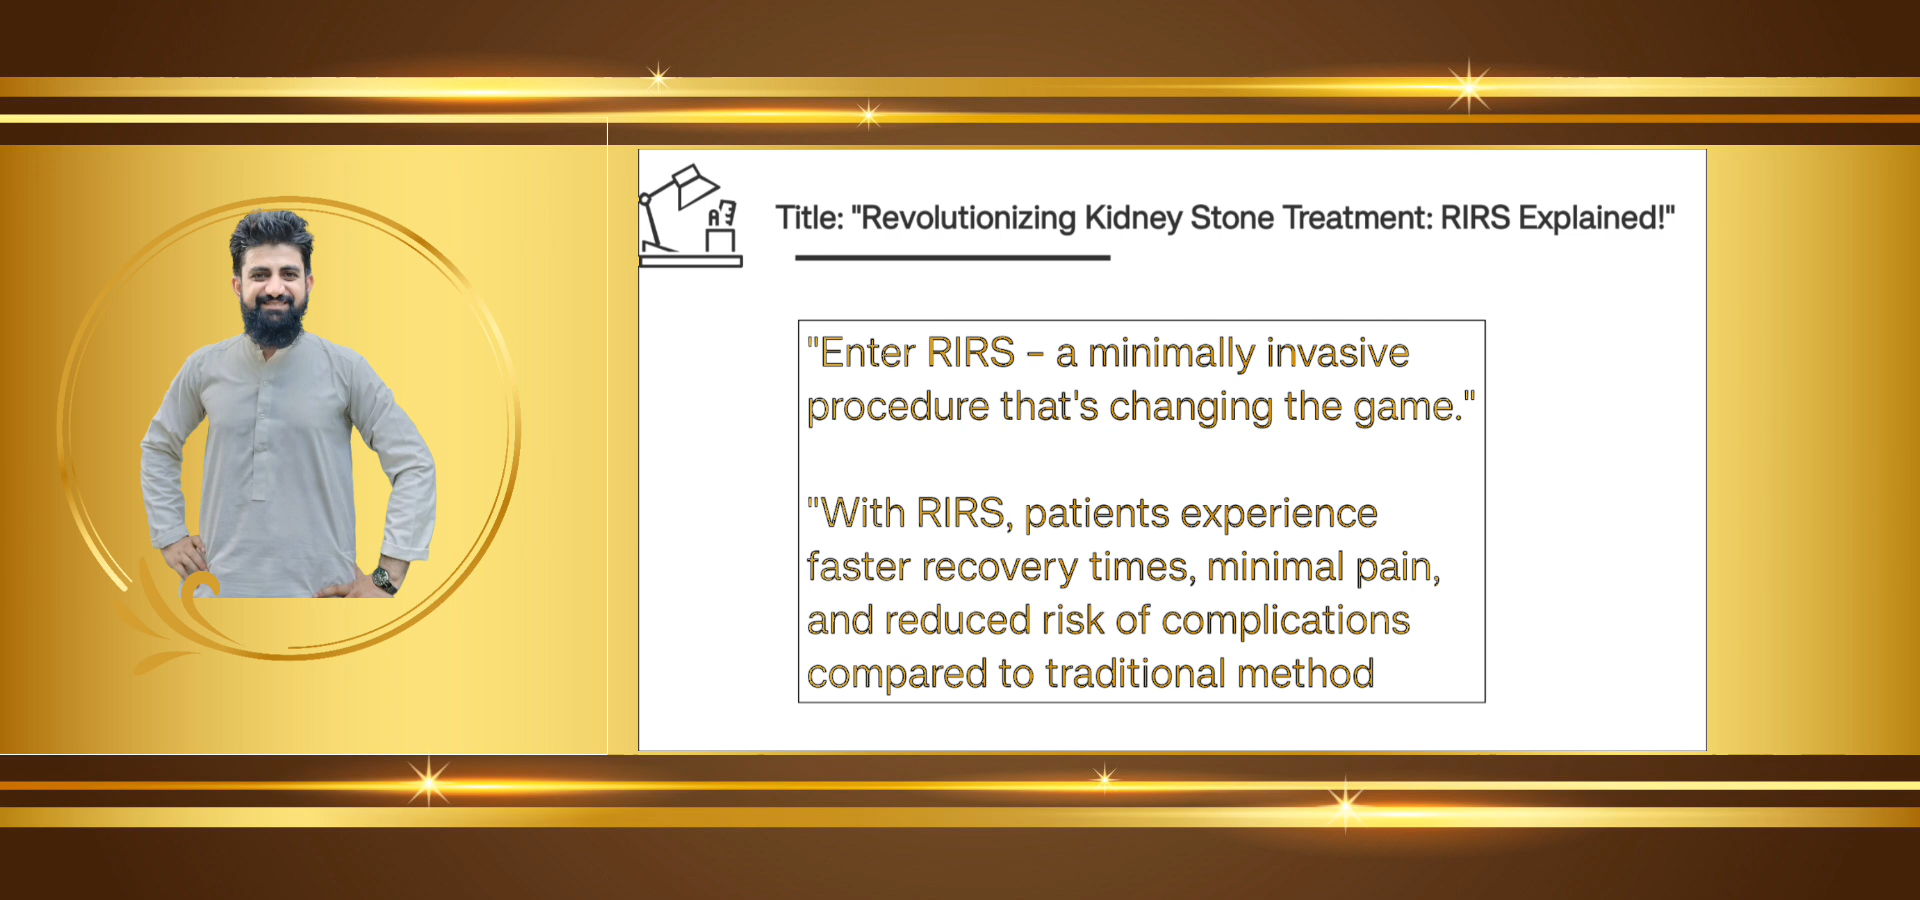 Title: "Revolutionizing Kidney Stone Treatment: RIRS Explained!"
"Enter RIRS – a minimally invasive
procedure that's changing the game."
"With RIRS, patients experience
faster recovery times, minimal pain,
and reduced risk of complications
compared to traditional method